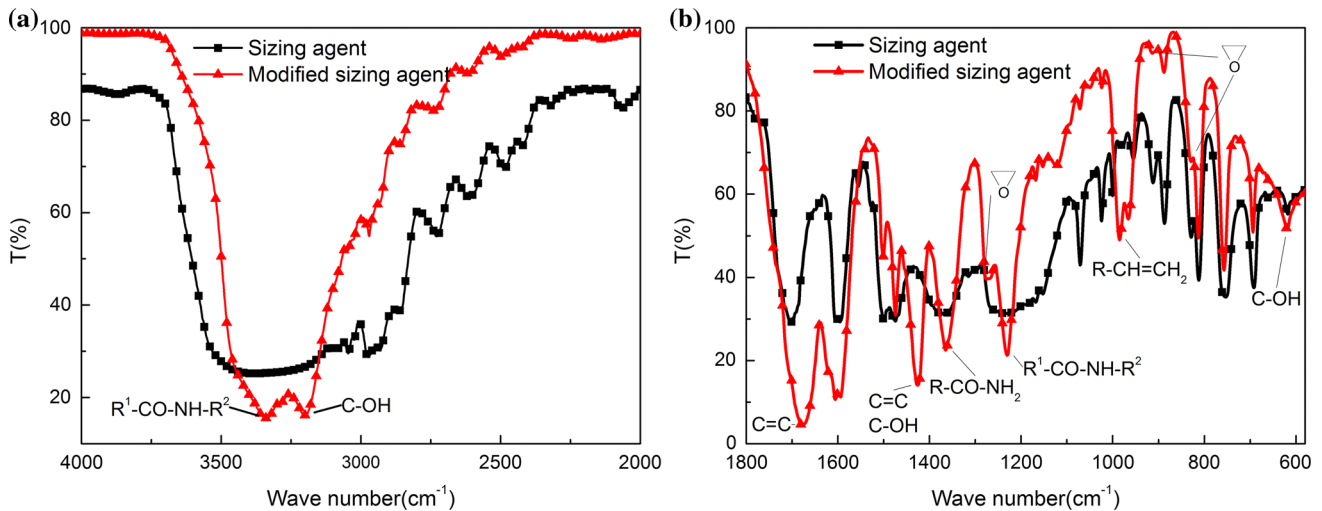 (a)
100
80
60
40
20
T(%)
Sizing agent
Modified sizing agent
R¹-CO-NH-R²
C-OH
4000 3500 3000 2500 2000
Wave number(cm⁻¹)
(b)
100
80
60
40
20
0
T(%)
Sizing agent
Modified sizing agent
O
O
R-CH=CH₂
C-OH
R¹-CO-NH-R²
R-CO-NH₂
C=C
C-OH
C=C
1800 1600 1400 1200 1000 800 600
Wave number(cm⁻¹)